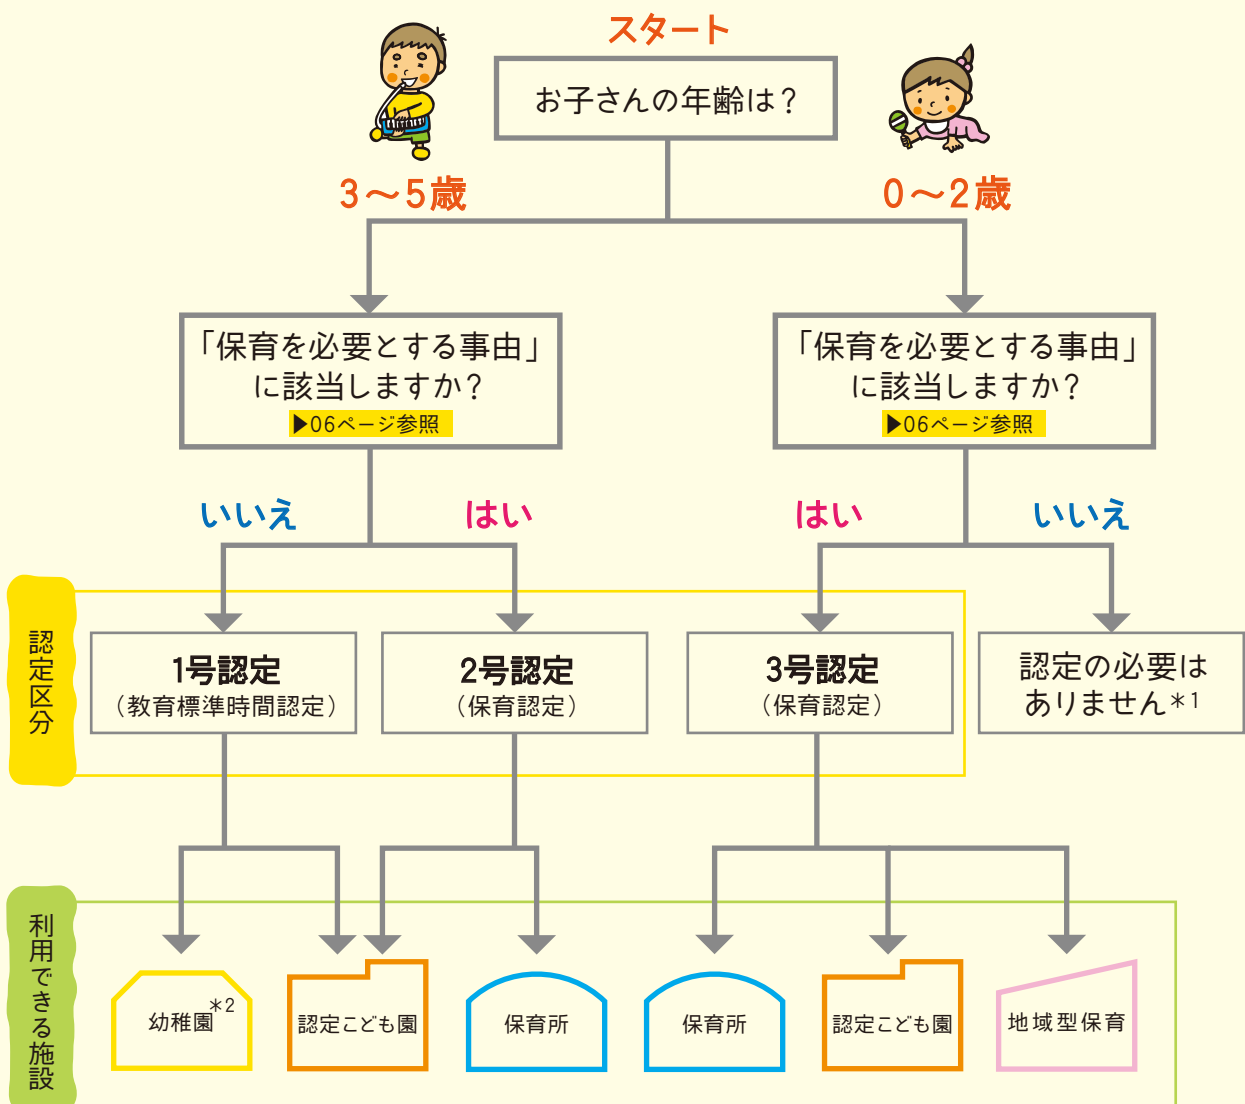 スタート
お子さんの年齢は？
3～5歳
0～2歳
「保育を必要とする事由」
に該当しますか？
▶06ページ参照
「保育を必要とする事由」
に該当しますか？
▶06ページ参照
いいえ
はい
はい
いいえ
認定区分
1号認定
（教育標準時間認定）
2号認定
（保育認定）
3号認定
（保育認定）
認定の必要は
ありません＊1
利用できる施設
幼稚園＊2
認定こども園
保育所
保育所
認定こども園
地域型保育